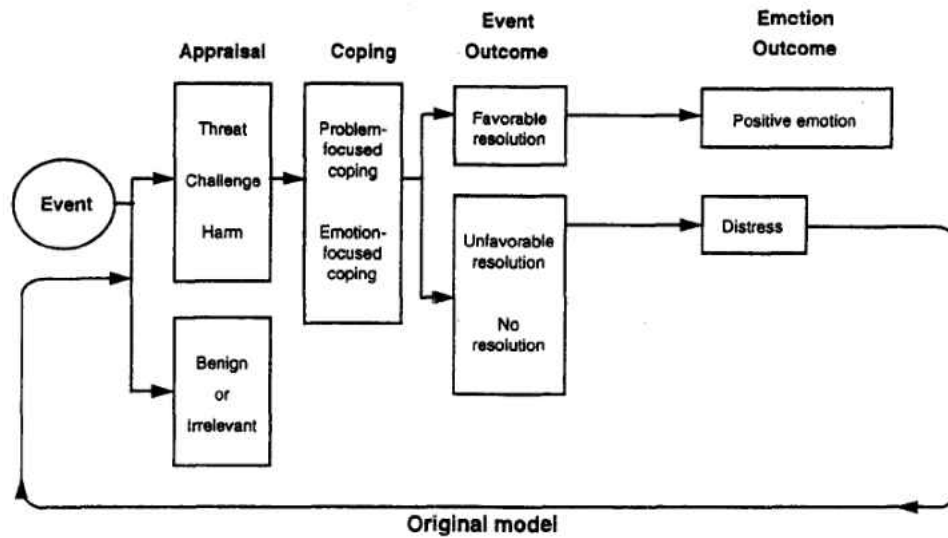 Event
Outcome
Emotion
Outcome
Appraisal
Coping
Threat
Challenge
Harm
Problem-
focused
coping
Emotion-
focused
coping
Favorable
resolution
Positive emotion
Event
Unfavorable
resolution
No
resolution
Distress
Benign
or
irrelevant
Original model